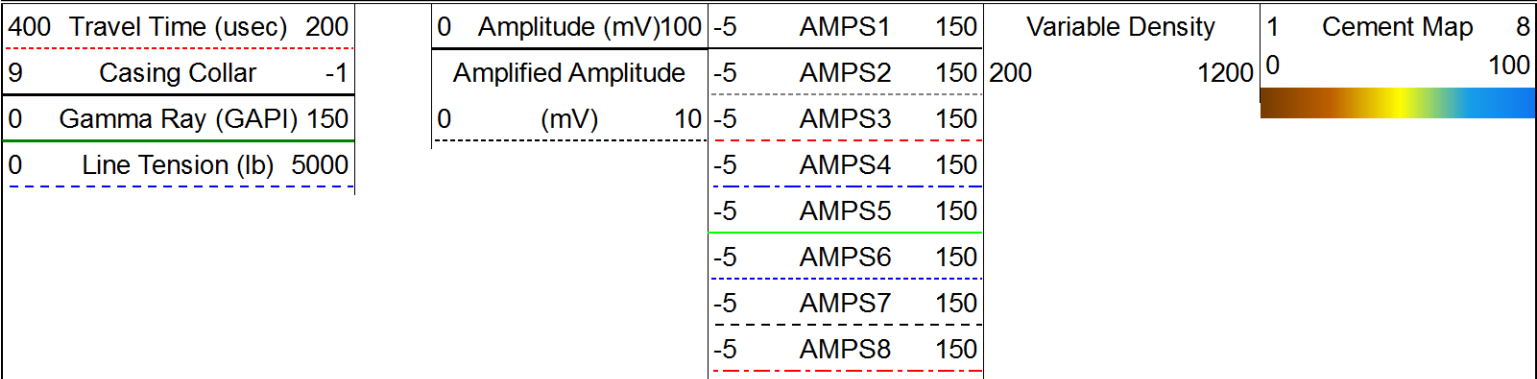 400 Travel Time (usec) 200
9 Casing Collar -1
0 Gamma Ray (GAPI) 150
0 Line Tension (lb) 5000
0 Amplitude (mV)100
Amplified Amplitude
0 (mV) 10
-5 AMPS1 150
-5 AMPS2 150
-5 AMPS3 150
-5 AMPS4 150
-5 AMPS5 150
-5 AMPS6 150
-5 AMPS7 150
-5 AMPS8 150
Variable Density
200 1200
1 Cement Map 8
0 100